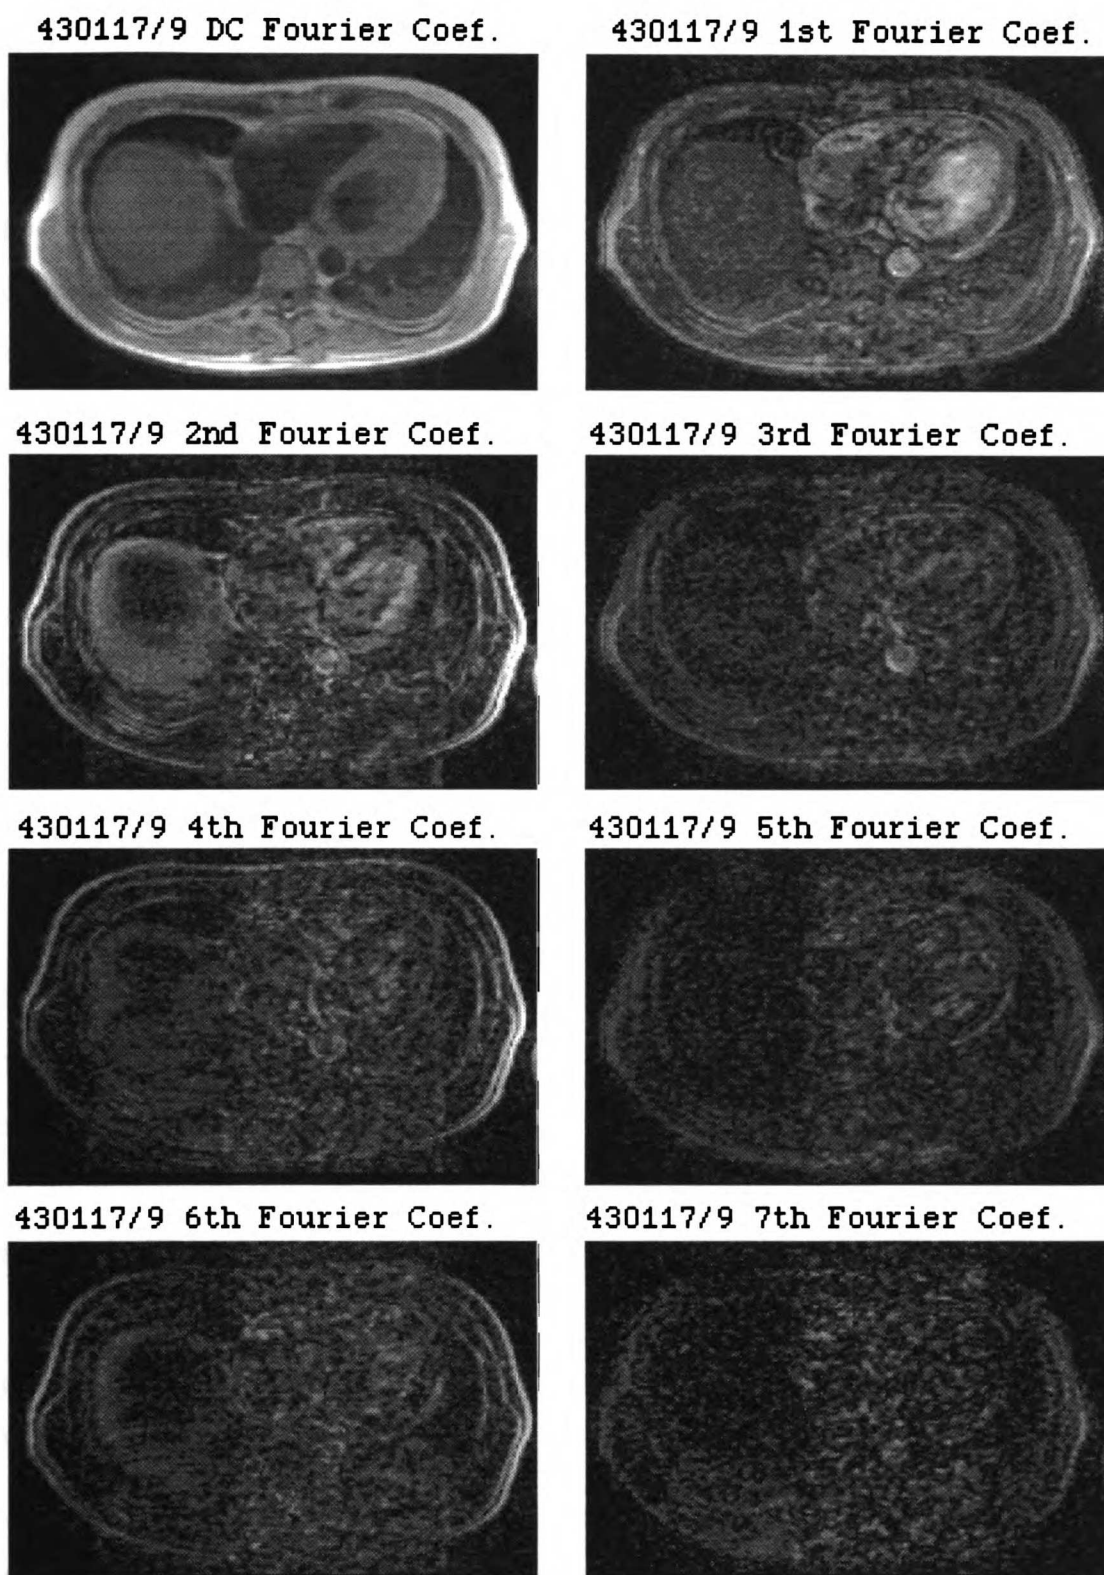 430117/9 DC Fourier Coef.
430117/9 1st Fourier Coef.
430117/9 2nd Fourier Coef.
430117/9 3rd Fourier Coef.
430117/9 4th Fourier Coef.
430117/9 5th Fourier Coef.
430117/9 6th Fourier Coef.
430117/9 7th Fourier Coef.